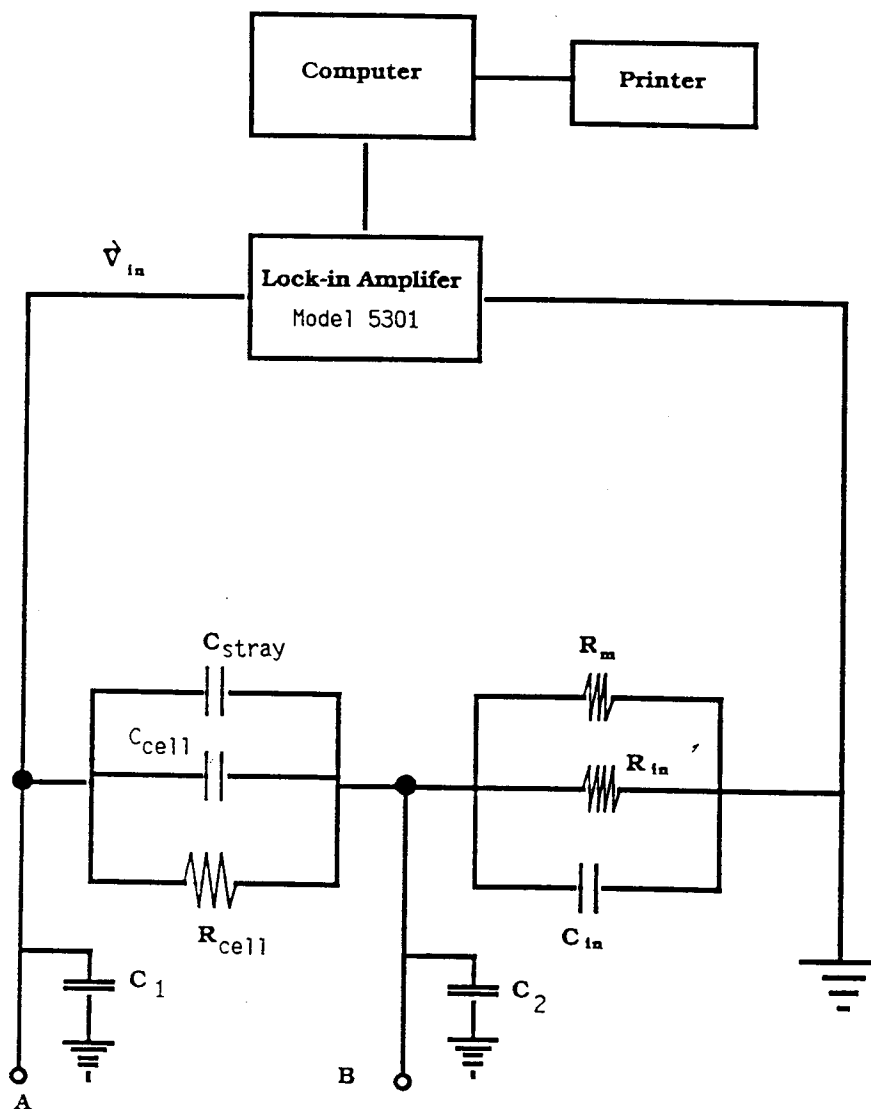 Computer
Printer
V in
Lock-in Amplifer
Model 5301
C stray
R m
C cell
R in
R cell
C in
C 1
C 2
A
B